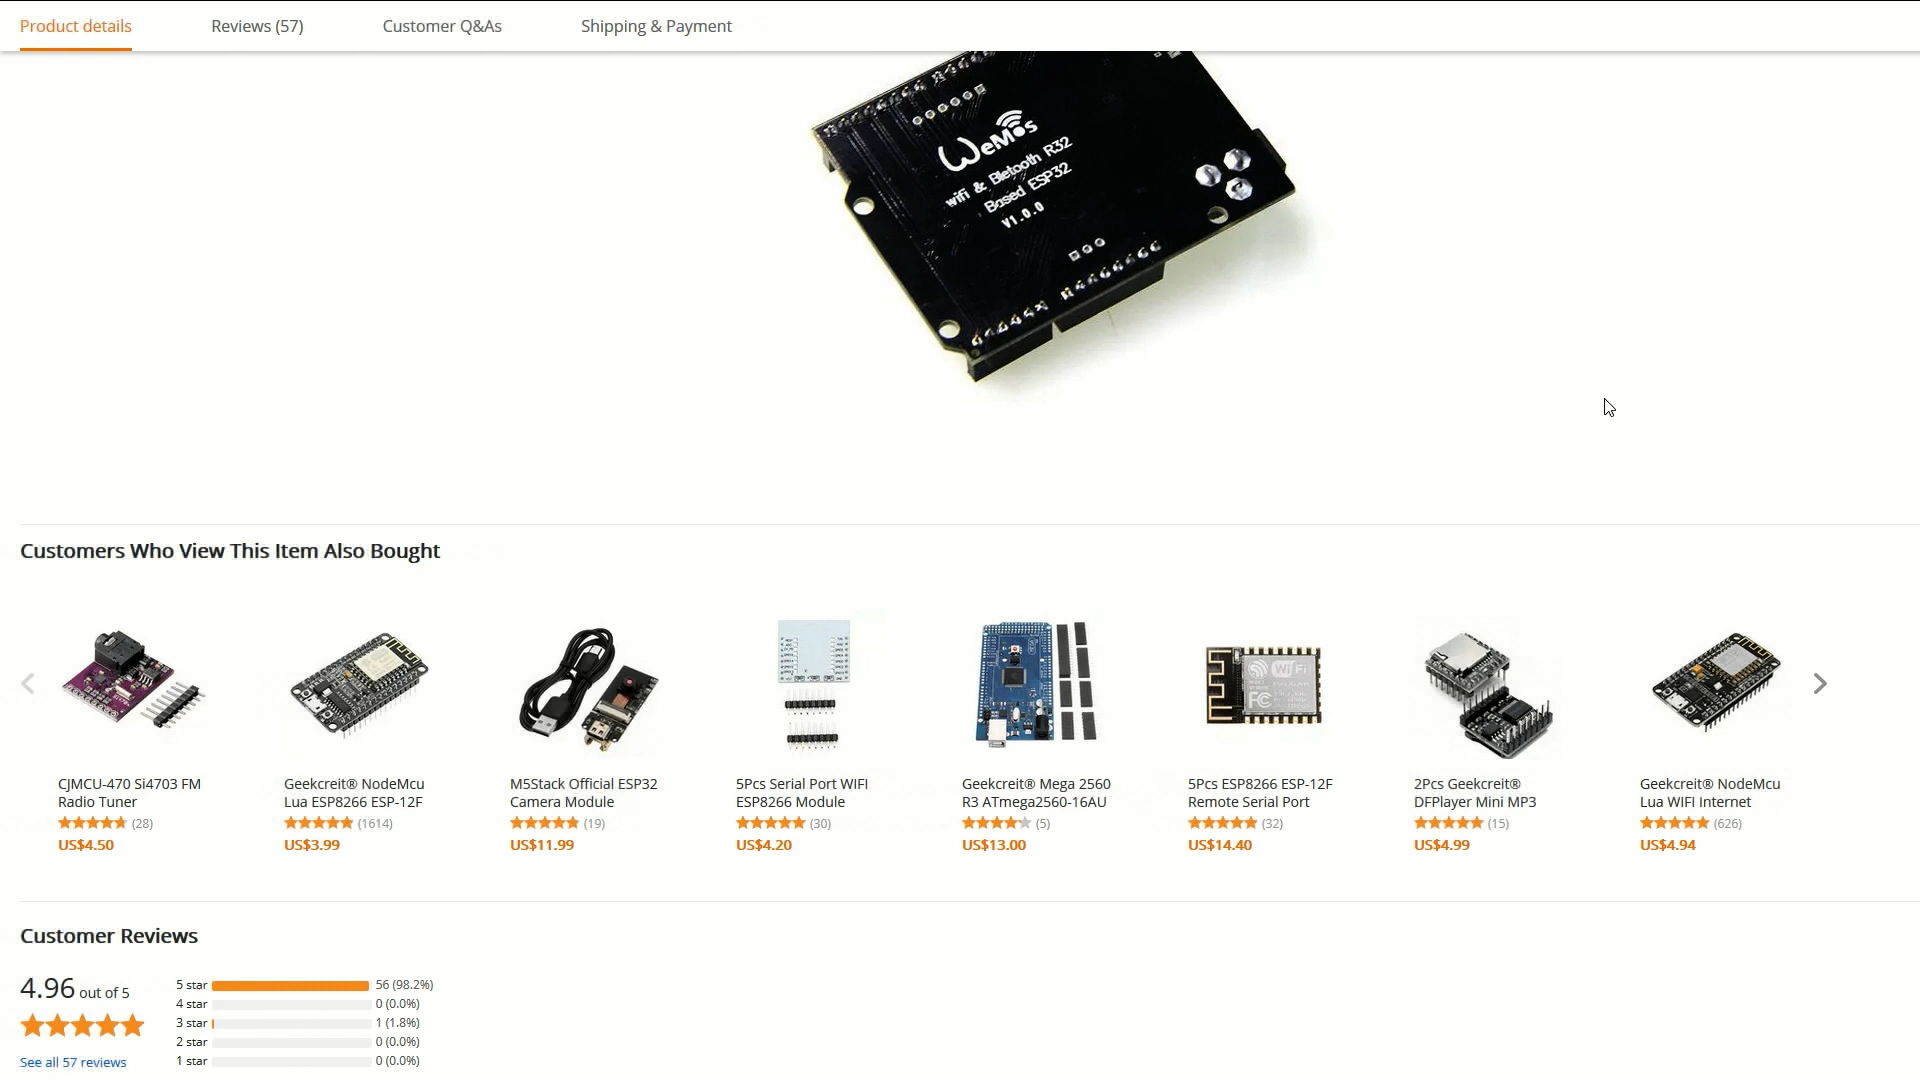 Product details
Reviews (57)
Customer Q&As
Shipping & Payment
WeMos
wifi & Bletooth R32
Based ESP32
V1.0.0
Customers Who View This Item Also Bought
WiFi
FC
CJMCU-470 Si4703 FM
Radio Tuner
(28)
US$4.50
Geekcreit® NodeMcu
Lua ESP8266 ESP-12F
(1614)
US$3.99
M5Stack Official ESP32
Camera Module
(19)
US$11.99
5Pcs Serial Port WIFI
ESP8266 Module
(30)
US$4.20
Geekcreit® Mega 2560
R3 ATmega2560-16AU
(5)
US$13.00
5Pcs ESP8266 ESP-12F
Remote Serial Port
(32)
US$14.40
2Pcs Geekcreit®
DFPlayer Mini MP3
(15)
US$4.99
Geekcreit® NodeMcu
Lua WIFI Internet
(626)
US$4.94
Customer Reviews
4.96 out of 5
See all 57 reviews
5 star 56 (98.2%)
4 star 0 (0.0%)
3 star 1 (1.8%)
2 star 0 (0.0%)
1 star 0 (0.0%)